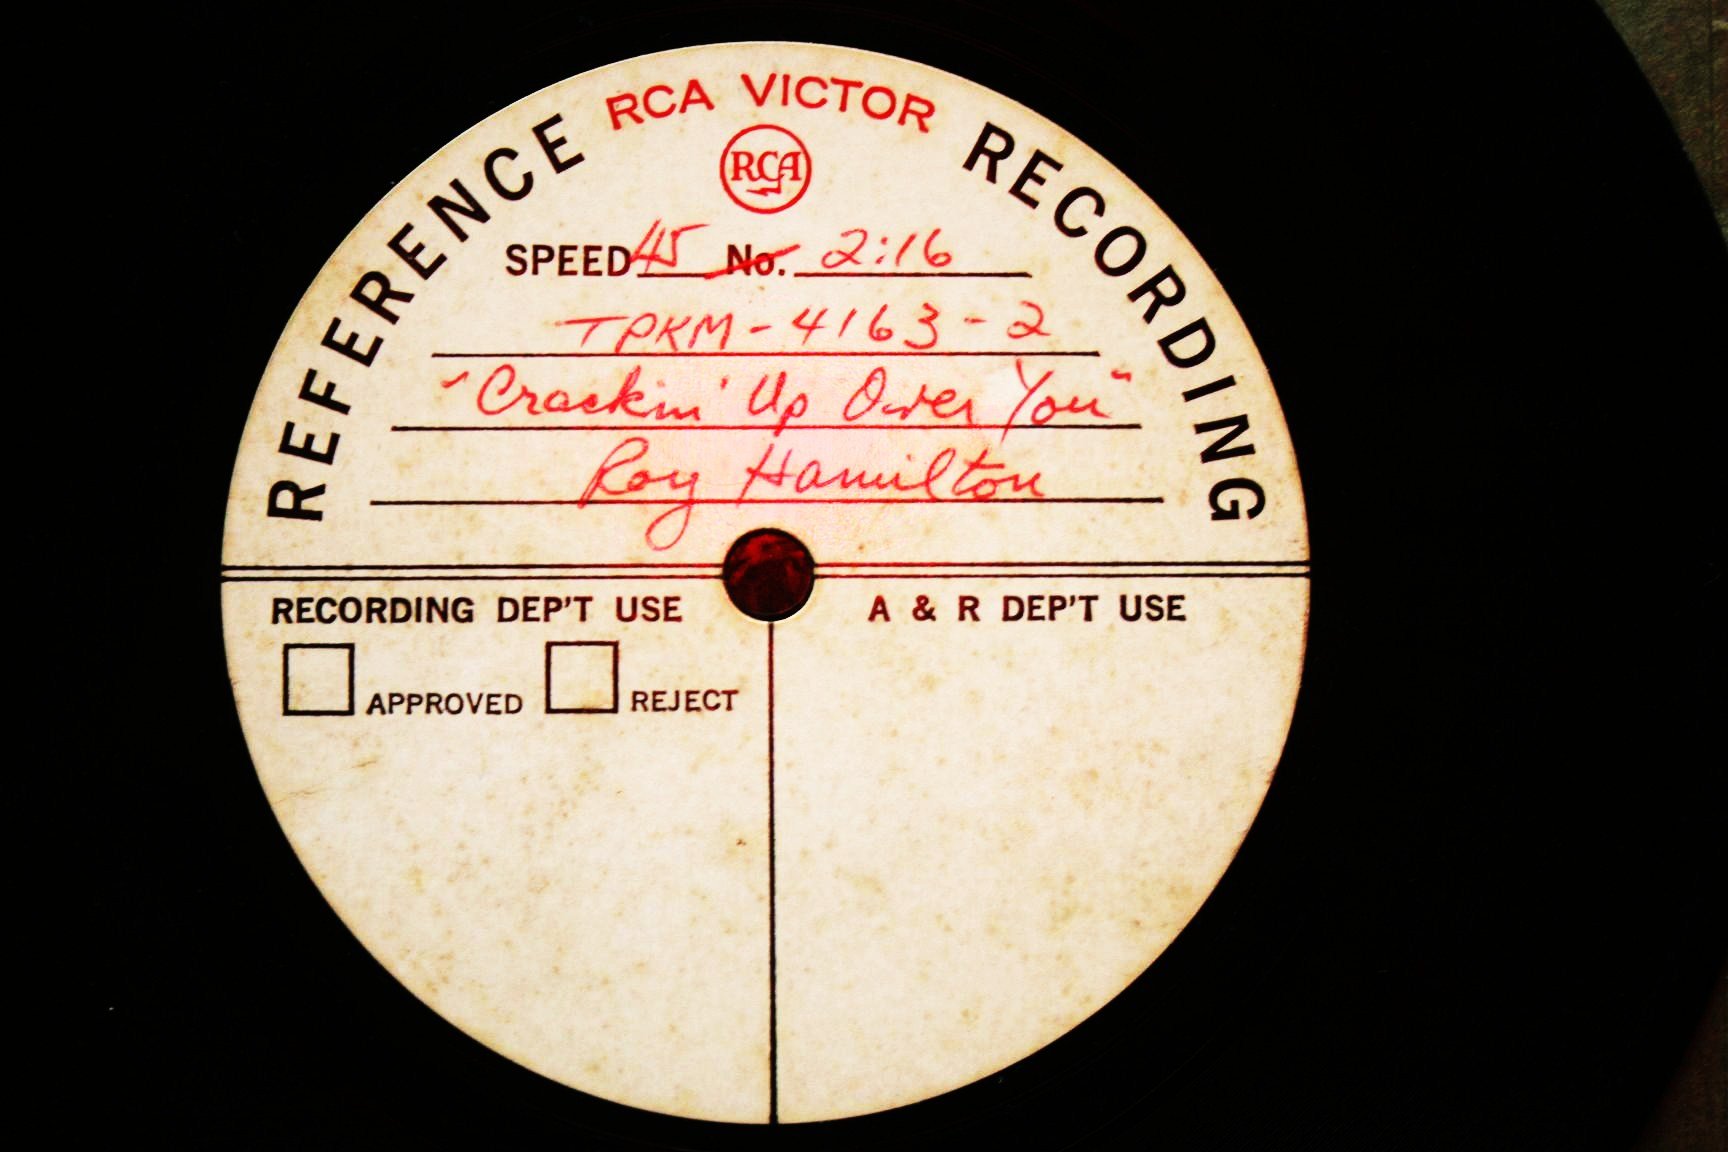 RCA VICTOR
REFERENCE RECORDING
RCA
SPEED 45 No. 2:16
TPKM-4163-2
"Crackin' Up Over You"
Roy Hamilton
RECORDING DEP'T USE
APPROVED REJECT
A & R DEP'T USE